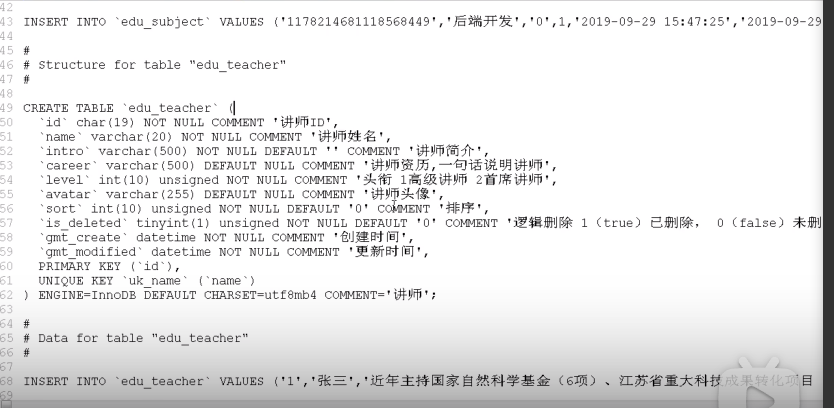 42
43 INSERT INTO `edu_subject` VALUES ('1178214681118568449','后端开发','0',1,'2019-09-29 15:47:25','2019-09-29
44
45 #
46 # Structure for table "edu_teacher"
47 #
48
49 CREATE TABLE `edu_teacher` (
50 `id` char(19) NOT NULL COMMENT '讲师ID',
51 `name` varchar(20) NOT NULL COMMENT '讲师姓名',
52 `intro` varchar(500) NOT NULL DEFAULT '' COMMENT '讲师简介',
53 `career` varchar(500) DEFAULT NULL COMMENT '讲师资历,一句话说明讲师',
54 `level` int(10) unsigned NOT NULL COMMENT '头衔 1高级讲师 2首席讲师',
55 `avatar` varchar(255) DEFAULT NULL COMMENT '讲师头像',
56 `sort` int(10) unsigned NOT NULL DEFAULT '0' COMMENT '排序',
57 `is_deleted` tinyint(1) unsigned NOT NULL DEFAULT '0' COMMENT '逻辑删除 1（true）已删除， 0（false）未删
58 `gmt_create` datetime NOT NULL COMMENT '创建时间',
59 `gmt_modified` datetime NOT NULL COMMENT '更新时间',
60 PRIMARY KEY (`id`),
61 UNIQUE KEY `uk_name` (`name`)
62 ) ENGINE=InnoDB DEFAULT CHARSET=utf8mb4 COMMENT='讲师';
63
64 #
65 # Data for table "edu_teacher"
66 #
67
68 INSERT INTO `edu_teacher` VALUES ('1','张三','近年主持国家自然科学基金（6项）、江苏省重大科技成果转化项目
69